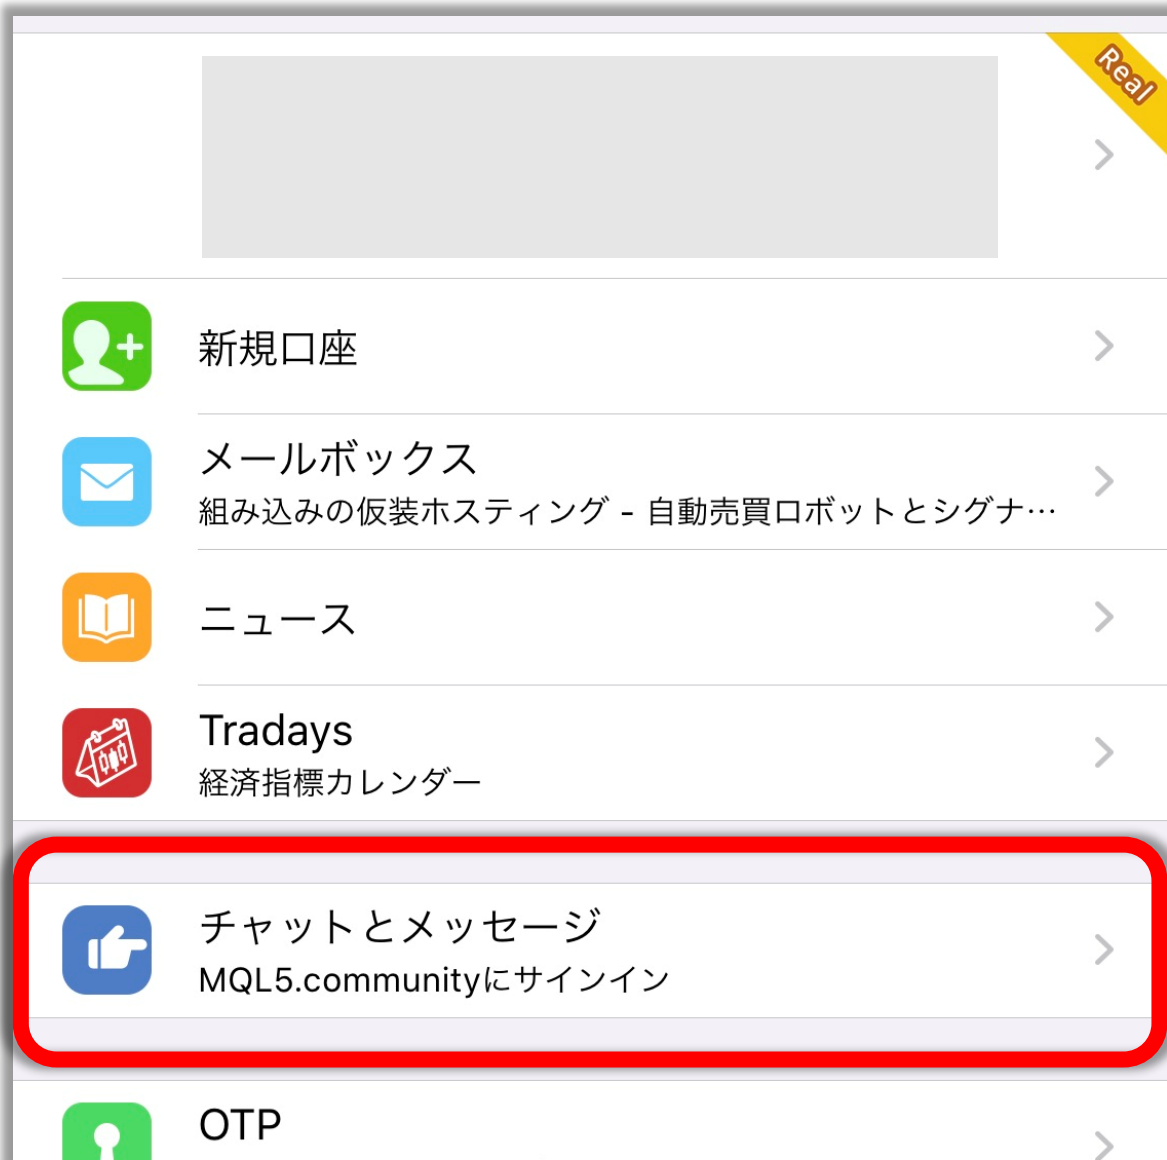 Real
新規口座
メールボックス
組み込みの仮装ホスティング - 自動売買ロボットとシグナ…
ニュース
Tradays
経済指標カレンダー
チャットとメッセージ
MQL5.communityにサインイン
OTP